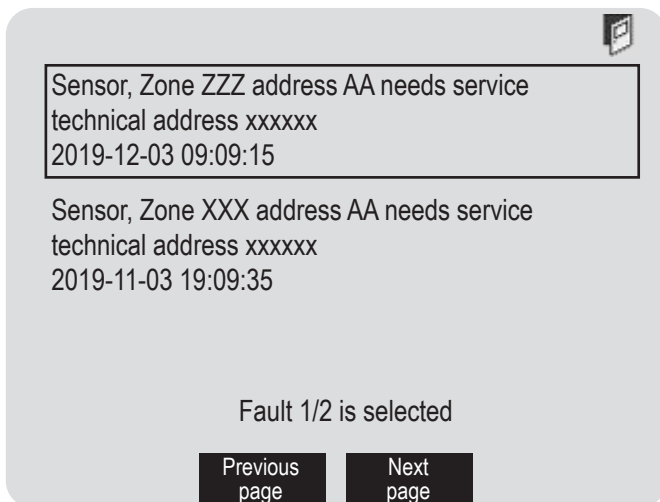 Sensor, Zone ZZZ address AA needs service
technical address xxxxxx
2019-12-03 09:09:15
Sensor, Zone XXX address AA needs service
technical address xxxxxx
2019-11-03 19:09:35
Fault 1/2 is selected
Previous
page
Next
page